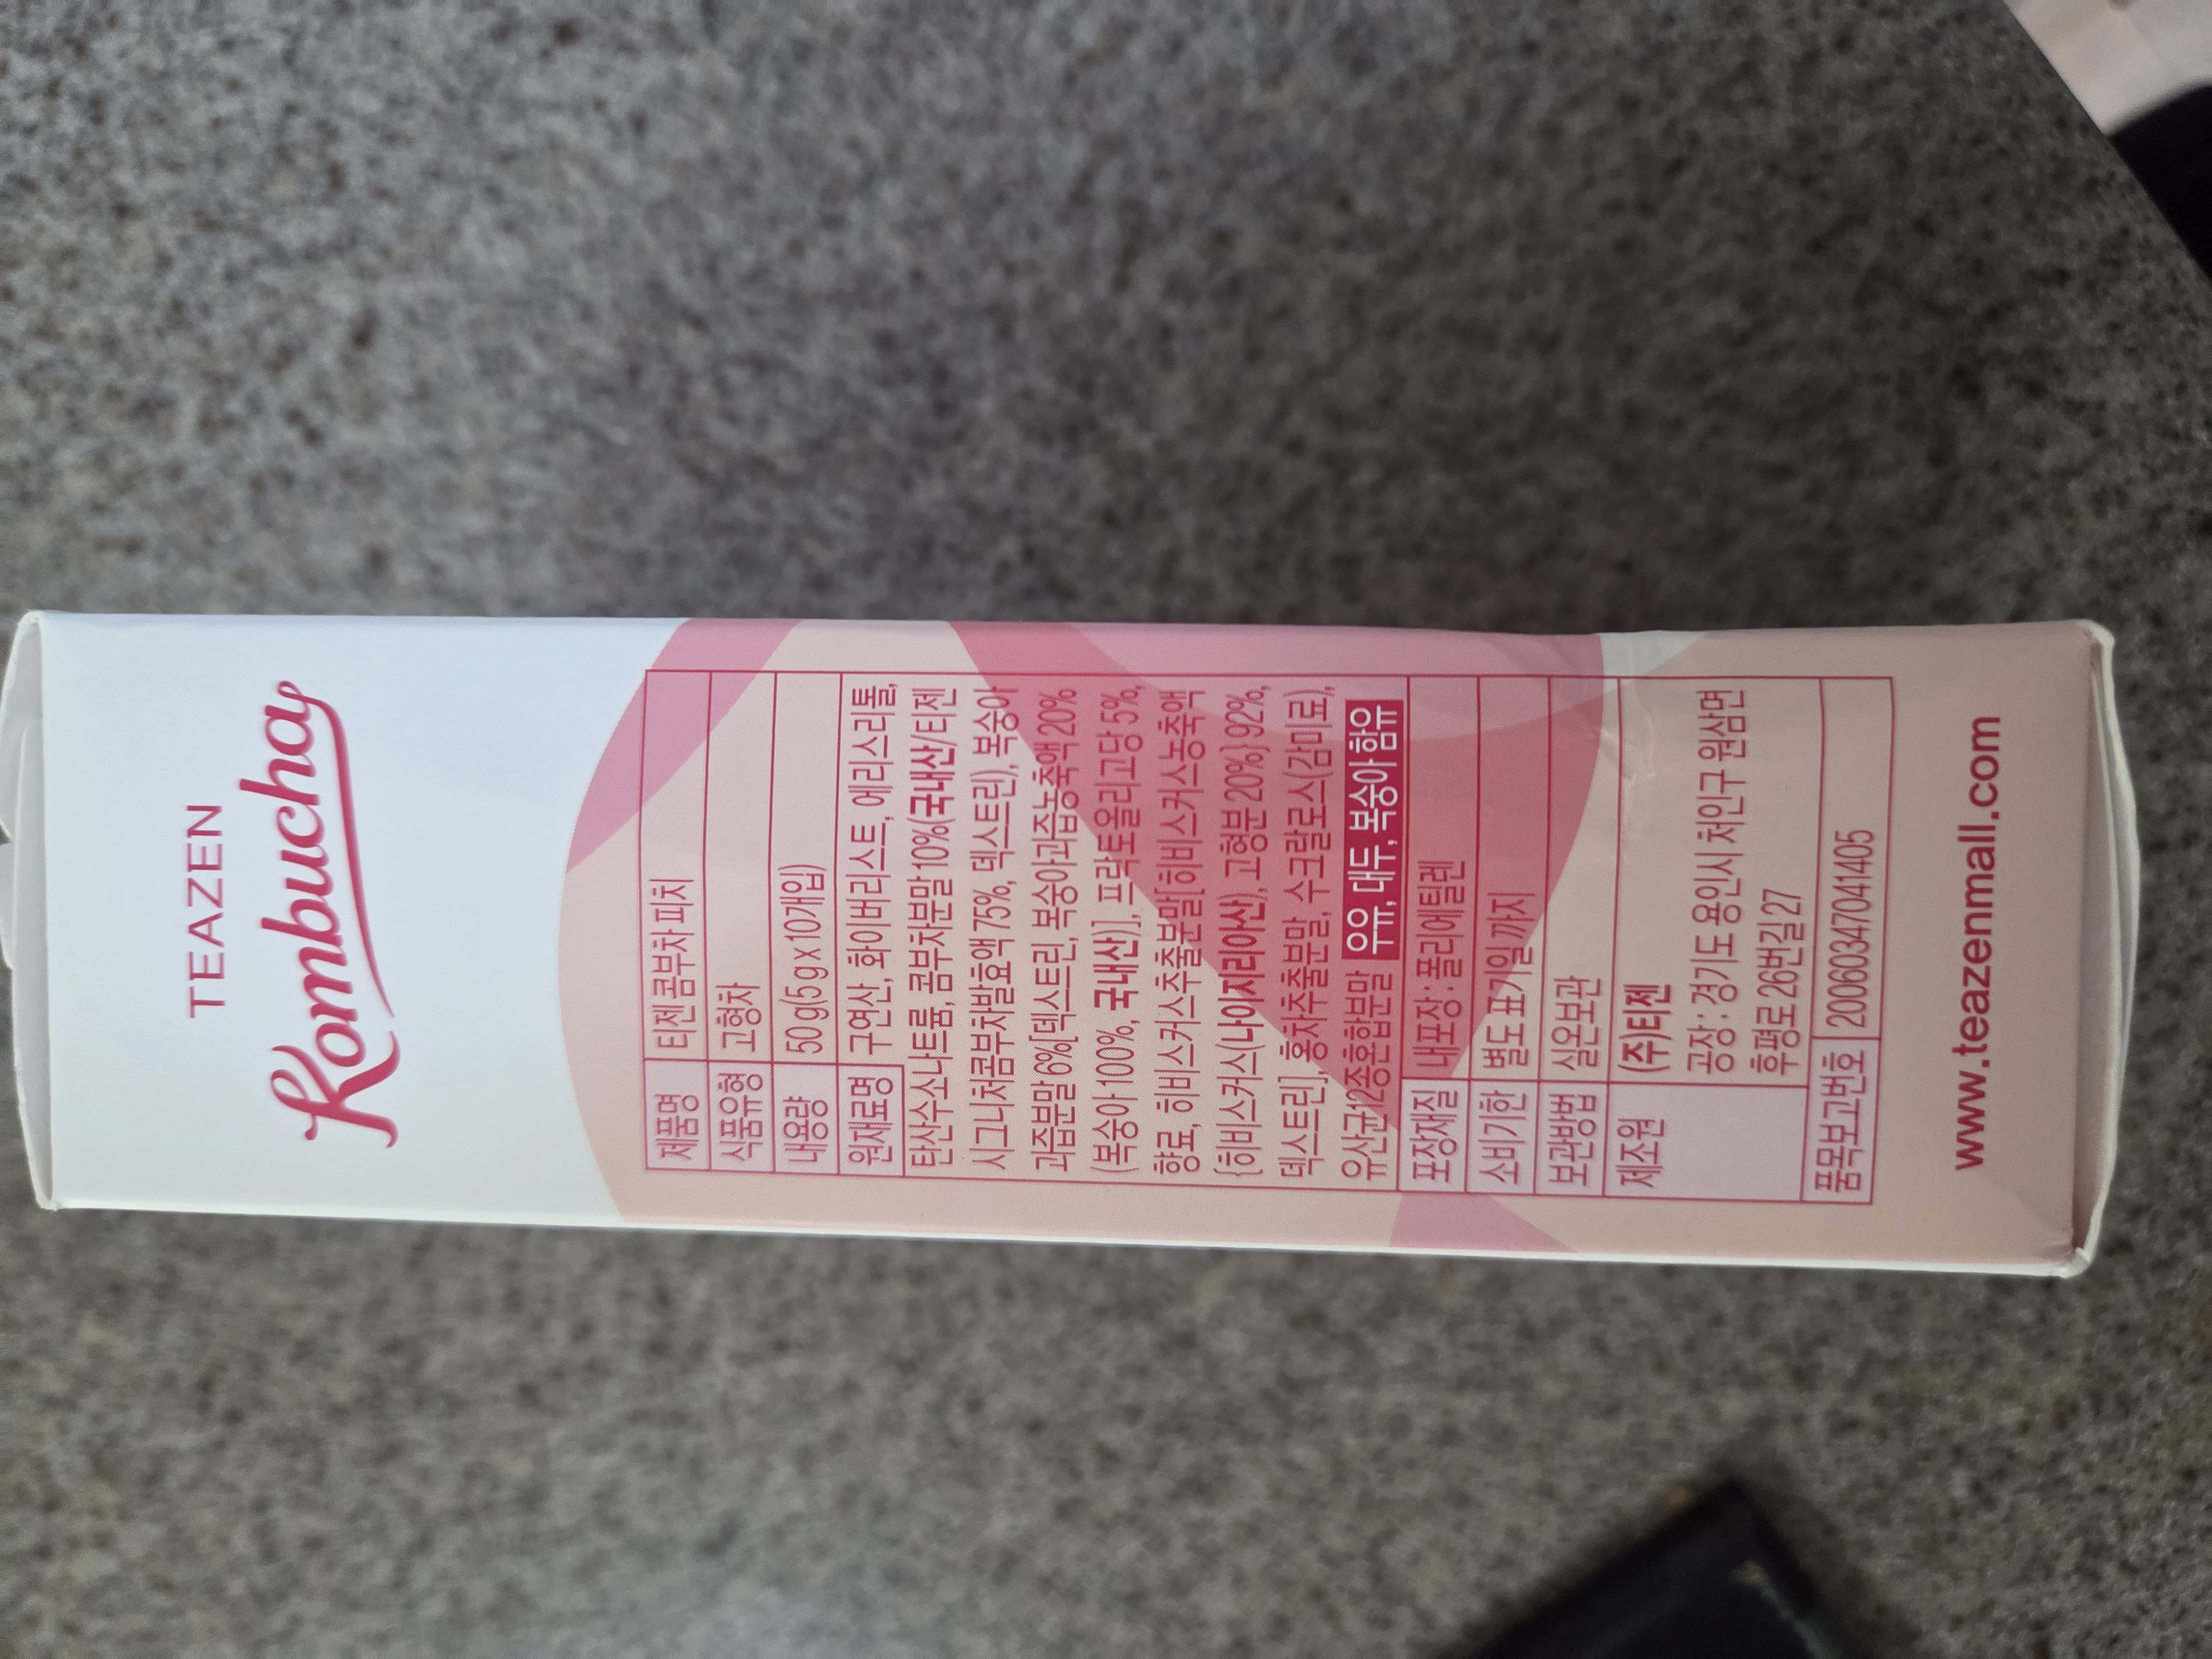 TEAZEN
Kombucha
제품명 티젠 콤부차 피치
식품유형 고형차
내용량 50 g(5 g x 10개입)
원재료명 구연산, 화이버리스트, 에리스리톨,
탄산수소나트륨, 콤부차분말 10%(국내산/티젠
시그니처콤부차발효액 75%, 덱스트린), 복숭아
과즙분말 6%[덱스트린, 복숭아과즙농축액 20%
(복숭아 100%, 국내산)], 프락토올리고당 5%,
향료, 히비스커스추출분말[히비스커스농축액
{히비스커스(나이지리아산), 고형분 20%} 92%,
덱스트린], 홍차추출분말, 수크랄로스(감미료),
유산균12종혼합분말 우유, 대두, 복숭아 함유
포장재질 내포장 : 폴리에틸렌
소비기한 별도 표기일 까지
보관방법 실온보관
제조원 (주)티젠
공장 : 경기도 용인시 처인구 원삼면
후평로 26번길 27
품목보고번호 20060347041405
www.teazenmall.com